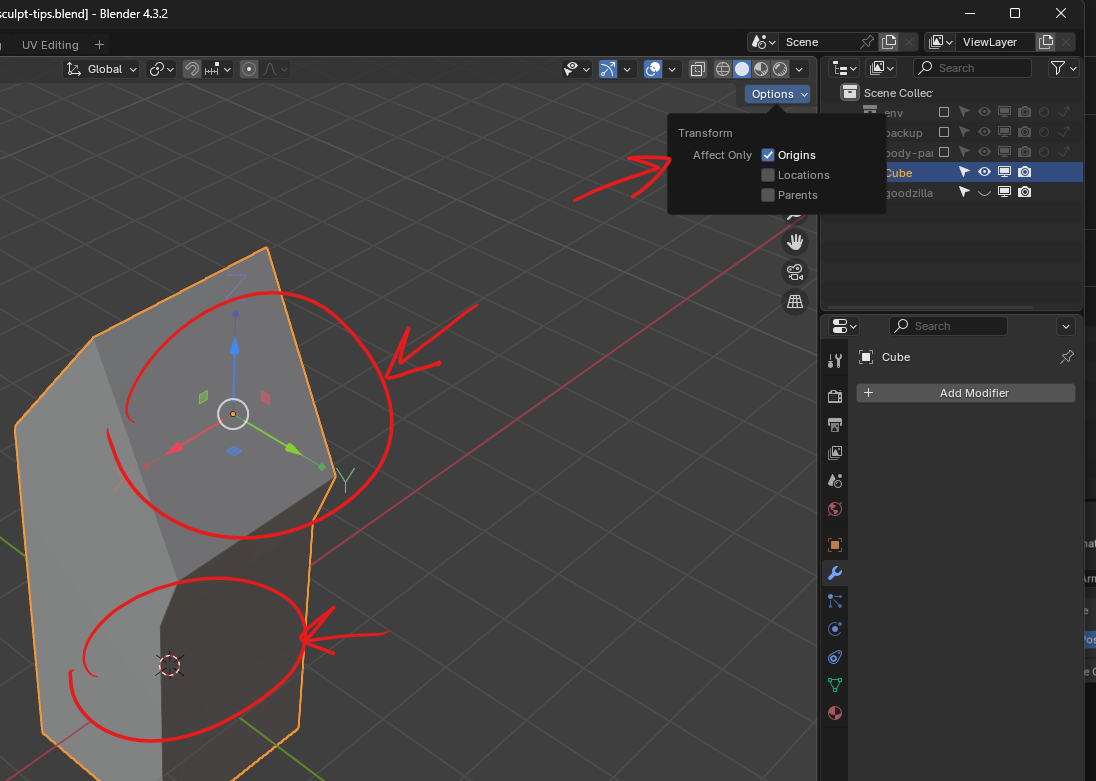 sculpt-tips.blend] - Blender 4.3.2
UV Editing +
Scene
ViewLayer
Global
Search
Options
Scene Collec
Transform
env
Affect Only
Origins
backup
Locations
body-pa
Parents
Cube
goodzilla
Z
Y
Search
Cube
+ Add Modifier